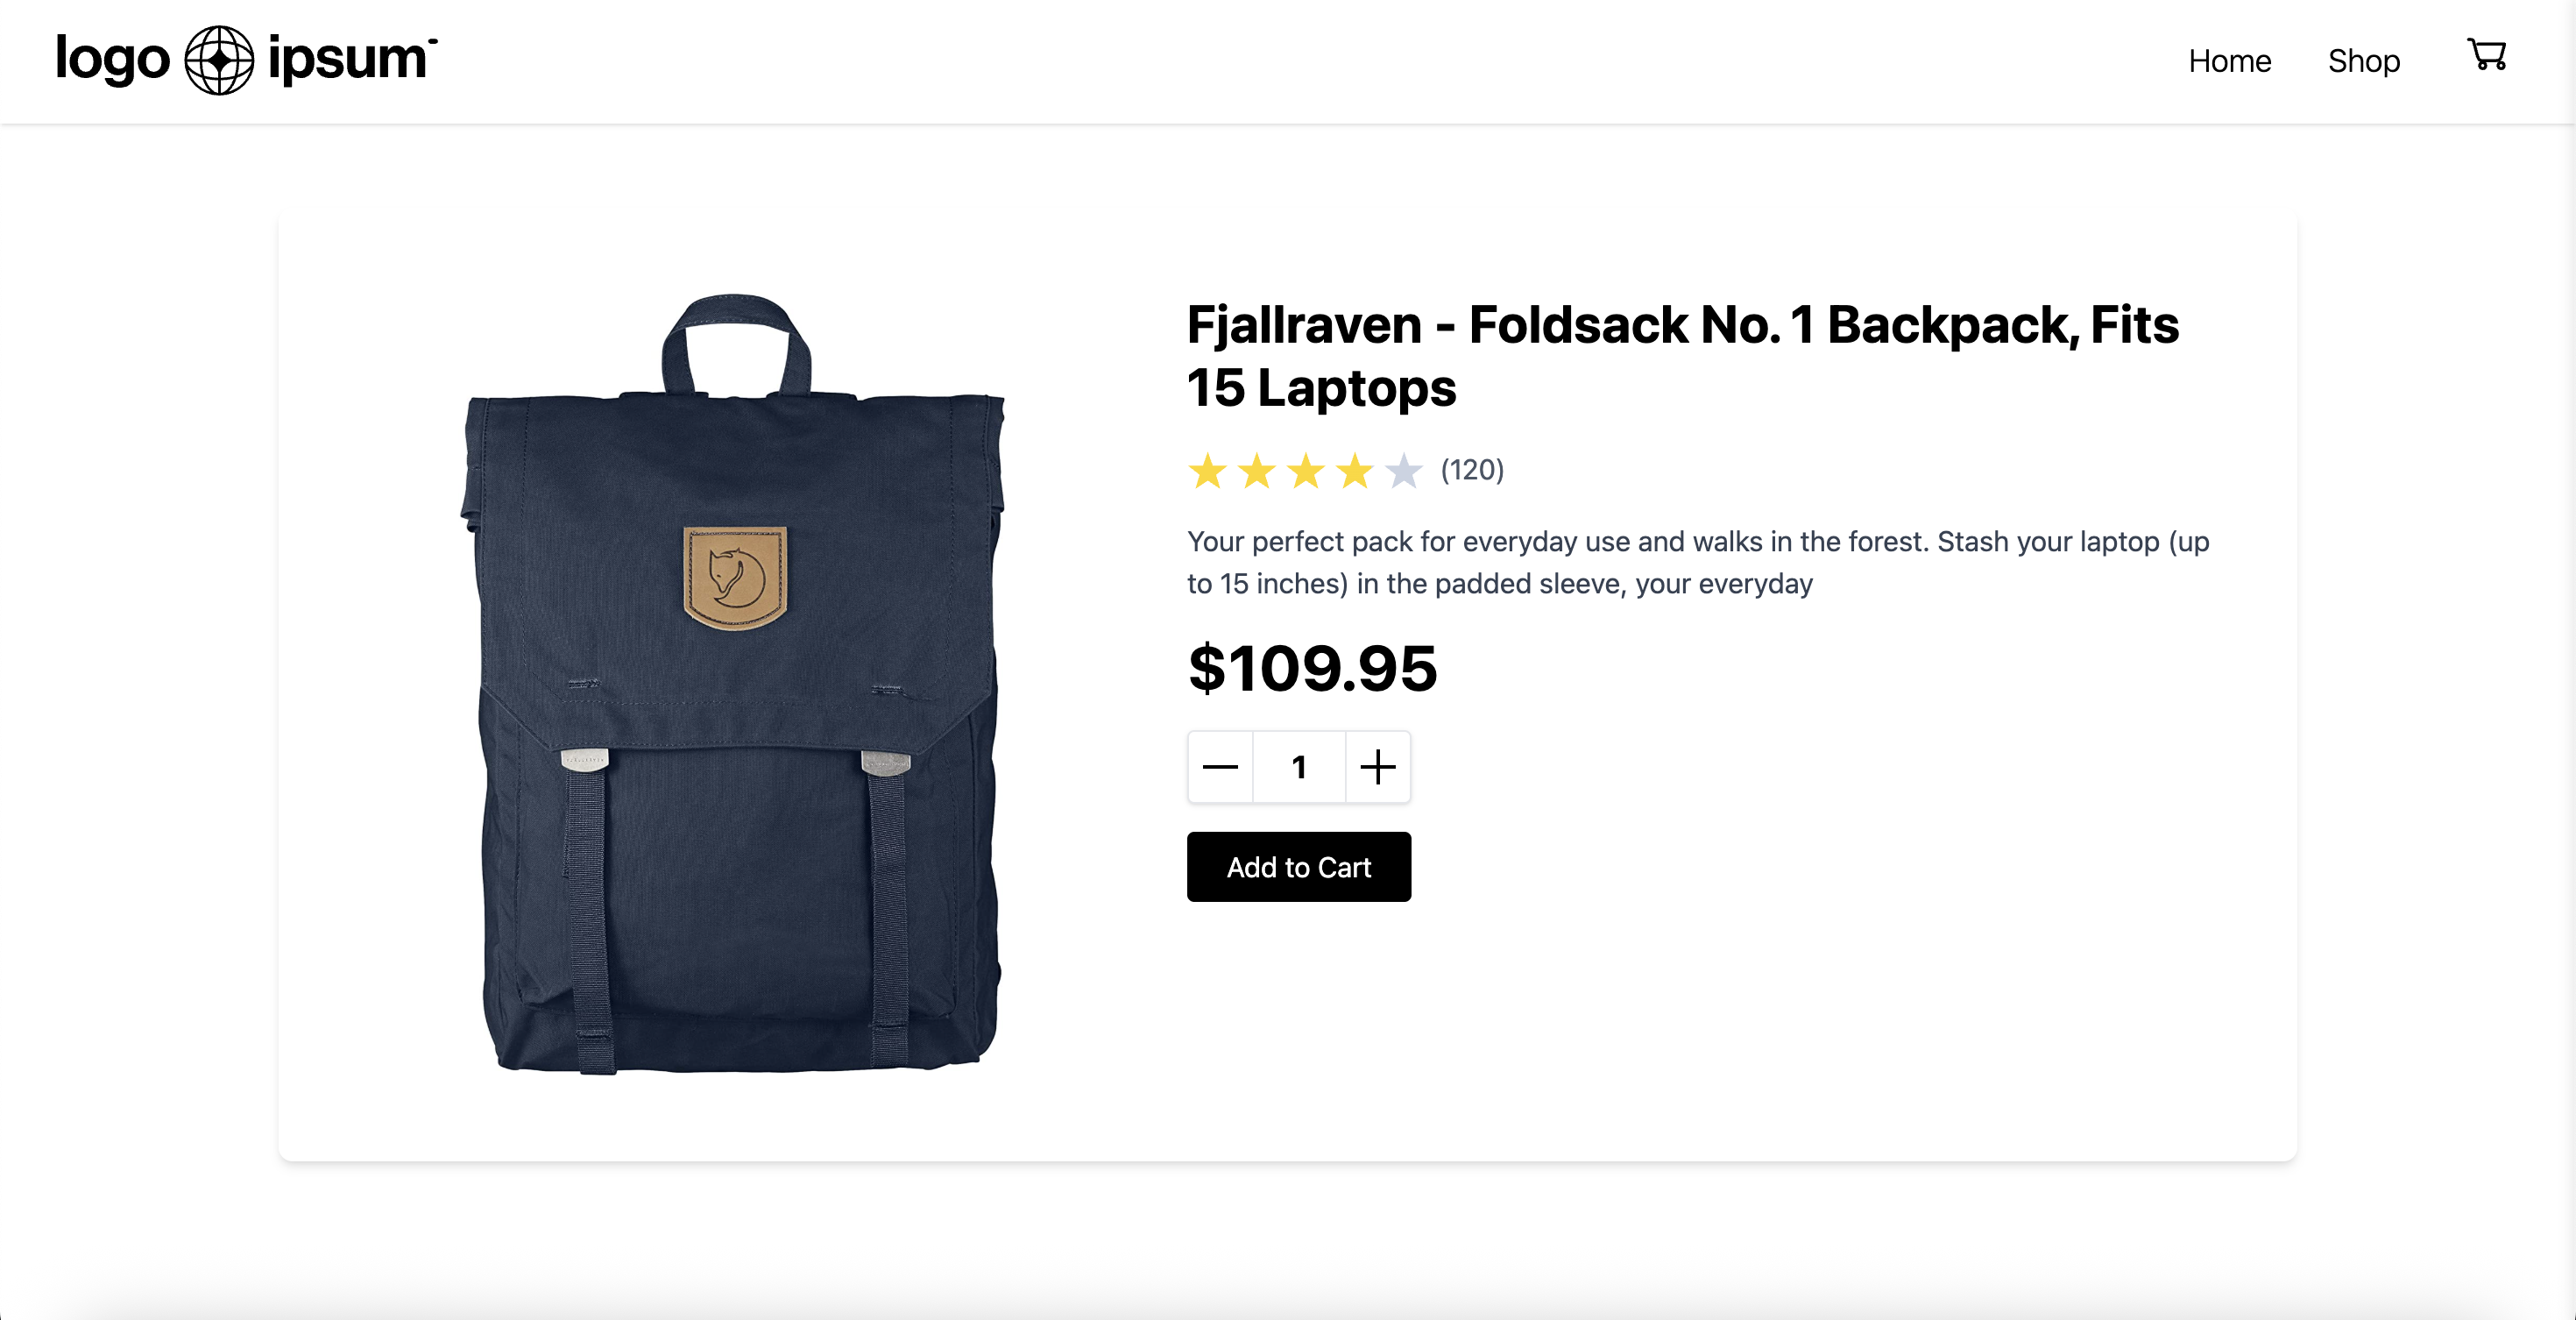 logo ipsum
Home
Shop
Fjallraven - Foldsack No. 1 Backpack, Fits
15 Laptops
(120)
Your perfect pack for everyday use and walks in the forest. Stash your laptop (up
to 15 inches) in the padded sleeve, your everyday
$109.95
1
Add to Cart